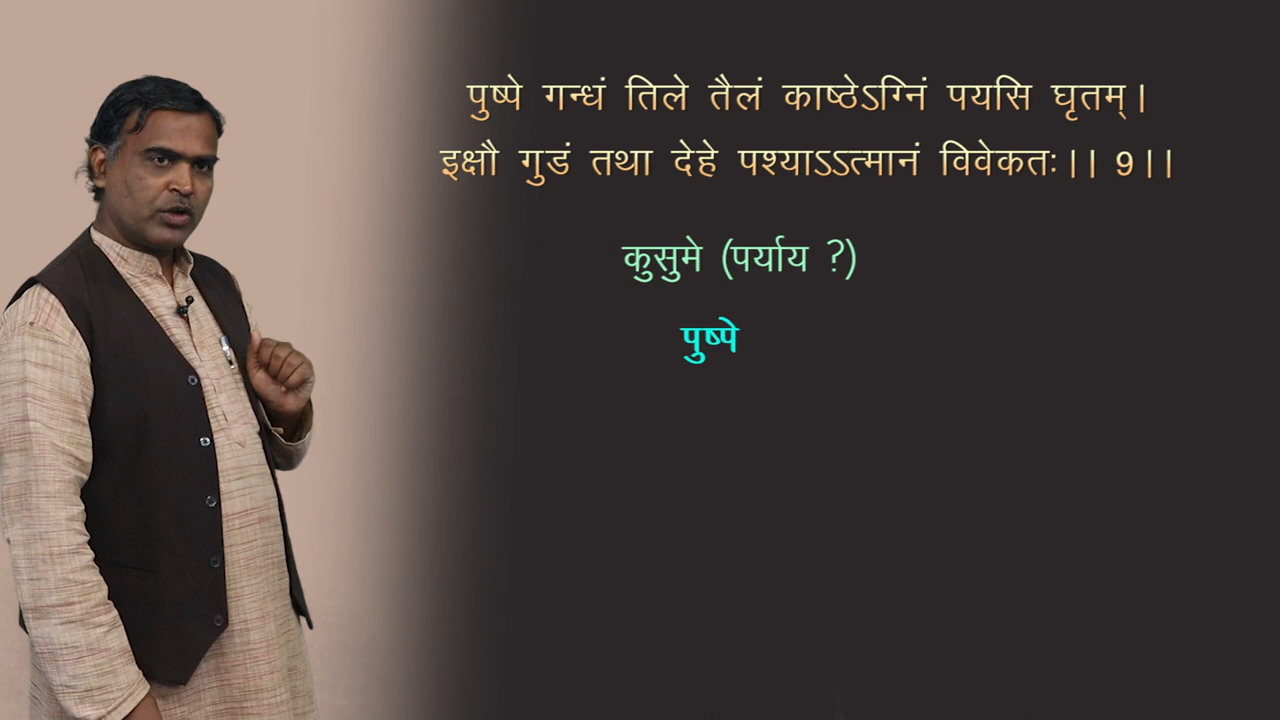 पुष्पे गन्धं तिले तैलं काष्ठेऽग्निं पयसि घृतम्।
इक्षौ गुडं तथा देहे पश्याऽऽत्मानं विवेकतः।। 9।।
कुसुमे (पर्याय ?)
पुष्पे